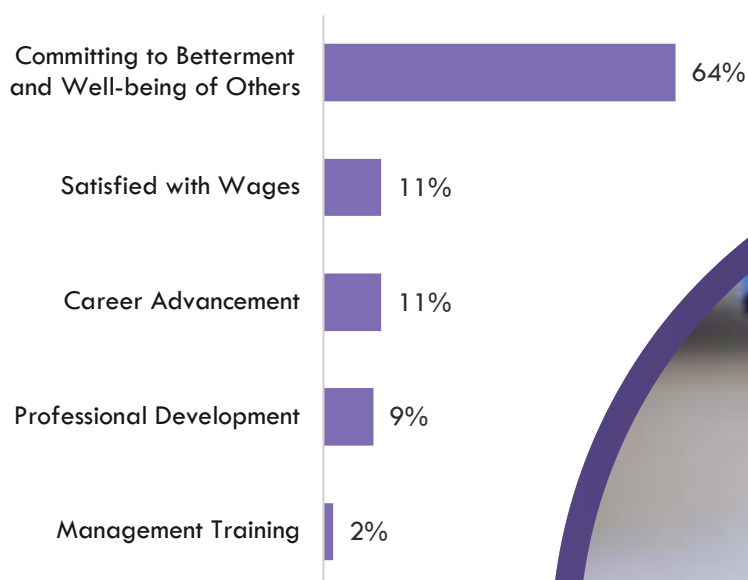 Committing to Betterment
and Well-being of Others
64%
Satisfied with Wages
11%
Career Advancement
11%
Professional Development
9%
Management Training
2%